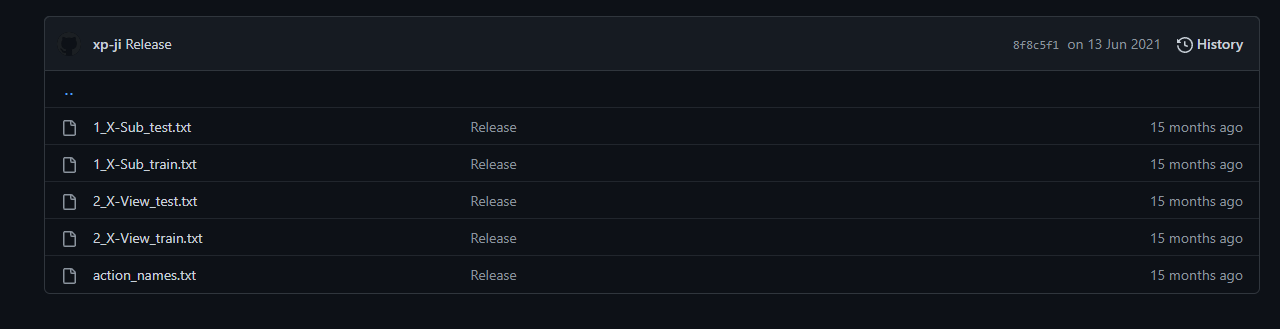 xp-ji Release 8f8c5f1 on 13 Jun 2021 History
..
1_X-Sub_test.txt Release 15 months ago
1_X-Sub_train.txt Release 15 months ago
2_X-View_test.txt Release 15 months ago
2_X-View_train.txt Release 15 months ago
action_names.txt Release 15 months ago